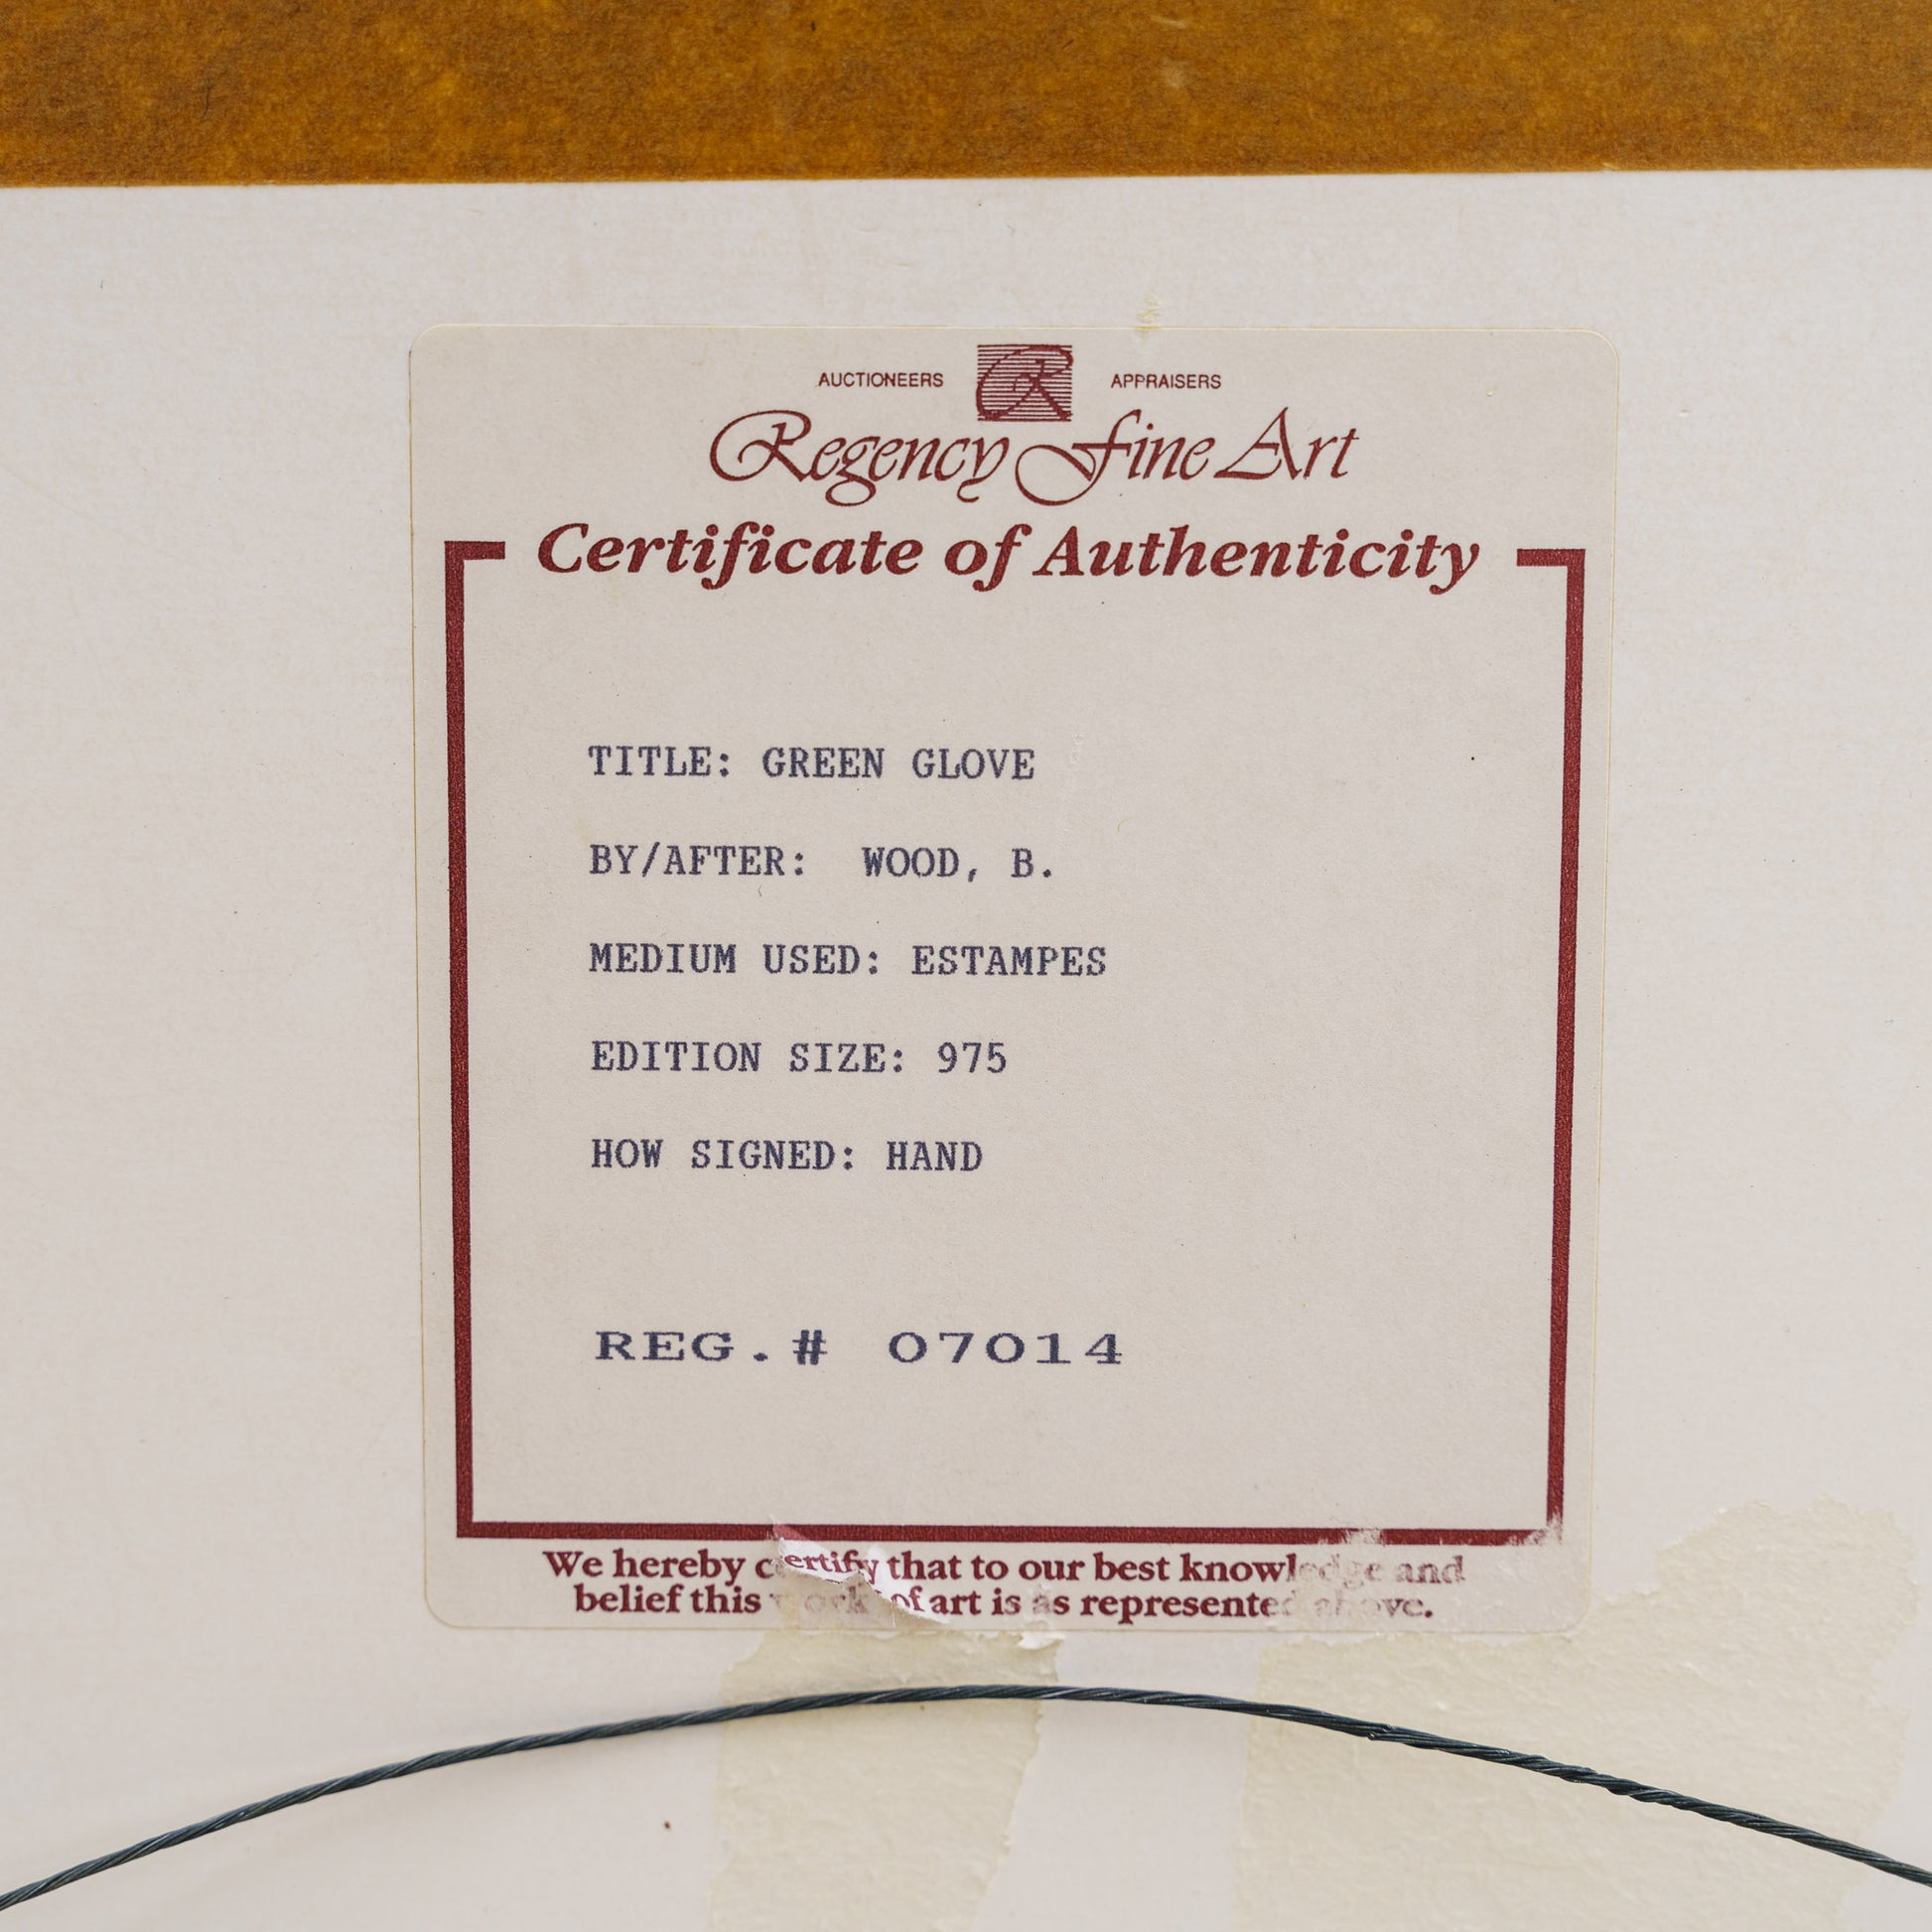 AUCTIONEERS R APPRAISERS
Regency Fine Art
Certificate of Authenticity
TITLE: GREEN GLOVE
BY/AFTER: WOOD, B.
MEDIUM USED: ESTAMPES
EDITION SIZE: 975
HOW SIGNED: HAND
REG.# 07014
We hereby certify that to our best knowledge and
belief this work of art is as represented above.